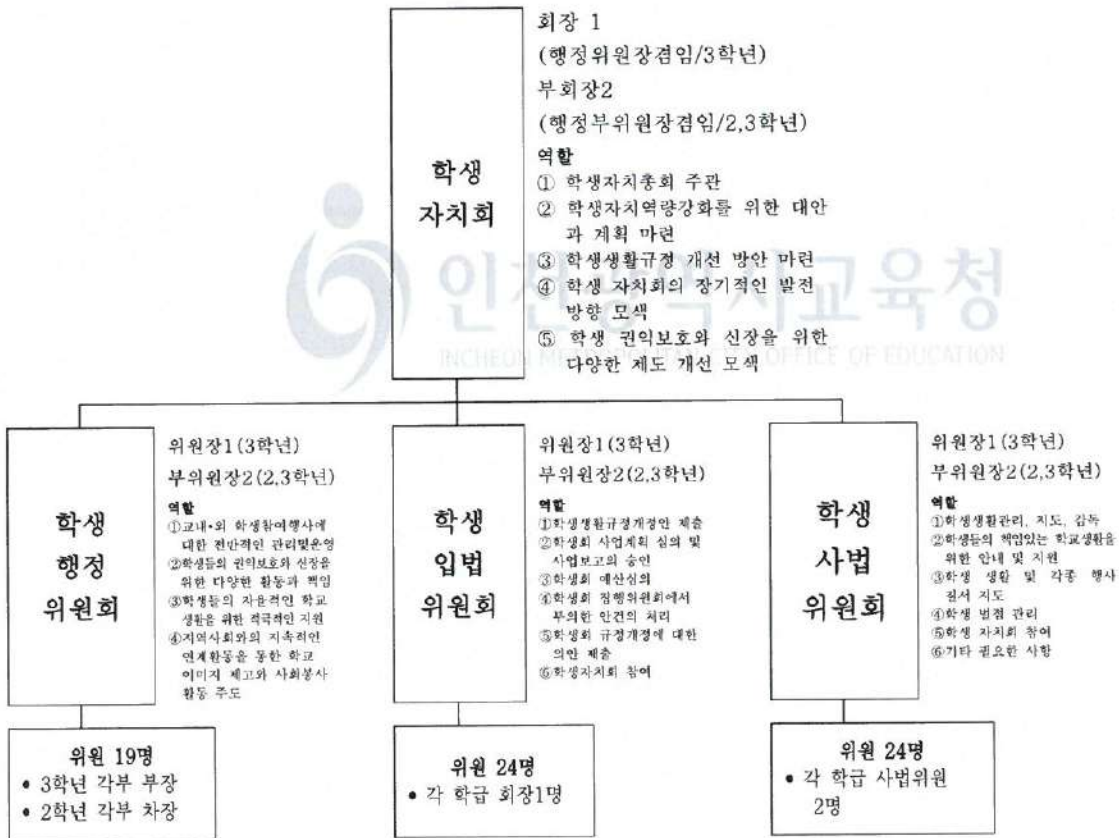 학생
자치회
회장 1
(행정위원장겸임/3학년)
부회장2
(행정부위원장겸임/2,3학년)
역할
① 학생자치총회 주관
② 학생자치역량강화를 위한 대안
과 계획 마련
③ 학생생활규정 개선 방안 마련
④ 학생 자치회의 장기적인 발전
방향 모색
⑤ 학생 권익보호와 신장을 위한
다양한 제도 개선 모색
인천광역시교육청
INCHEON METROPOLITAN CITY OFFICE OF EDUCATION
학생
행정
위원회
위원장1(3학년)
부위원장2(2,3학년)
역할
①교내•외 학생참여행사에
대한 전반적인 관리및운영
②학생들의 권익보호와 신장을
위한 다양한 활동과 책임
③학생들의 자율적인 학교
생활을 위한 적극적인 지원
④지역사회와의 지속적인
연계활동을 통한 학교
이미지 제고와 사회봉사
활동 주도
위원 19명
• 3학년 각부 부장
• 2학년 각부 차장
학생
입법
위원회
위원장1(3학년)
부위원장2(2,3학년)
역할
①학생생활규정개정안 제출
②학생회 사업계획 심의 및
사업보고의 승인
③학생회 예산심의
④학생회 집행위원회에서
부의한 안건의 처리
⑤학생회 규정개정에 대한
의안 제출
⑥학생자치회 참여
위원 24명
• 각 학급 회장1명
학생
사법
위원회
위원장1(3학년)
부위원장2(2,3학년)
역할
①학생생활관리, 지도, 감독
②학생들의 책임있는 학교생활을
위한 안내 및 지원
③학생 생활 및 각종 행사
질서 지도
④학생 벌점 관리
⑤학생 자치회 참여
⑥기타 필요한 사항
위원 24명
• 각 학급 사법위원
2명